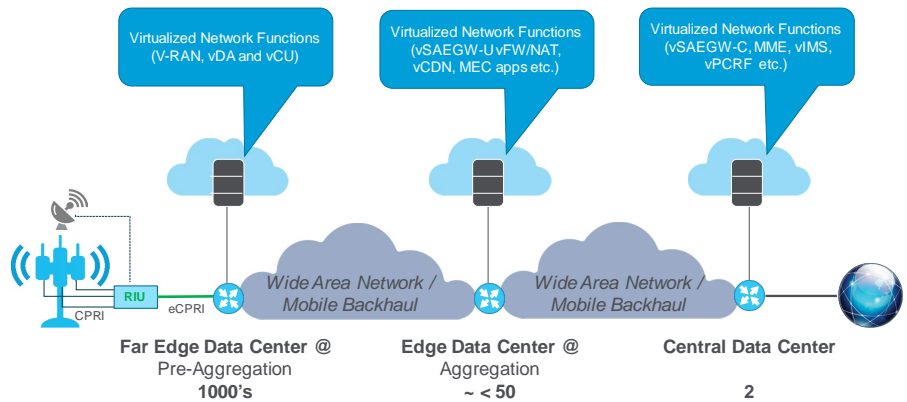 Virtualized Network Functions
(V-RAN, vDA and vCU)
Virtualized Network Functions
(vSAEGW-UvFW/NAT,
vCDN, MEC apps etc.)
Virtualized Network Functions
(vSAEGW-C, MME, vIMS,
vPCRF etc.)
RIU
CPRI
eCPRI
Wide Area Network /
Mobile Backhaul
Wide Area Network /
Mobile Backhaul
Far Edge Data Center @
Pre-Aggregation
1000's
Edge Data Center @
Aggregation
~ < 50
Central Data Center
2